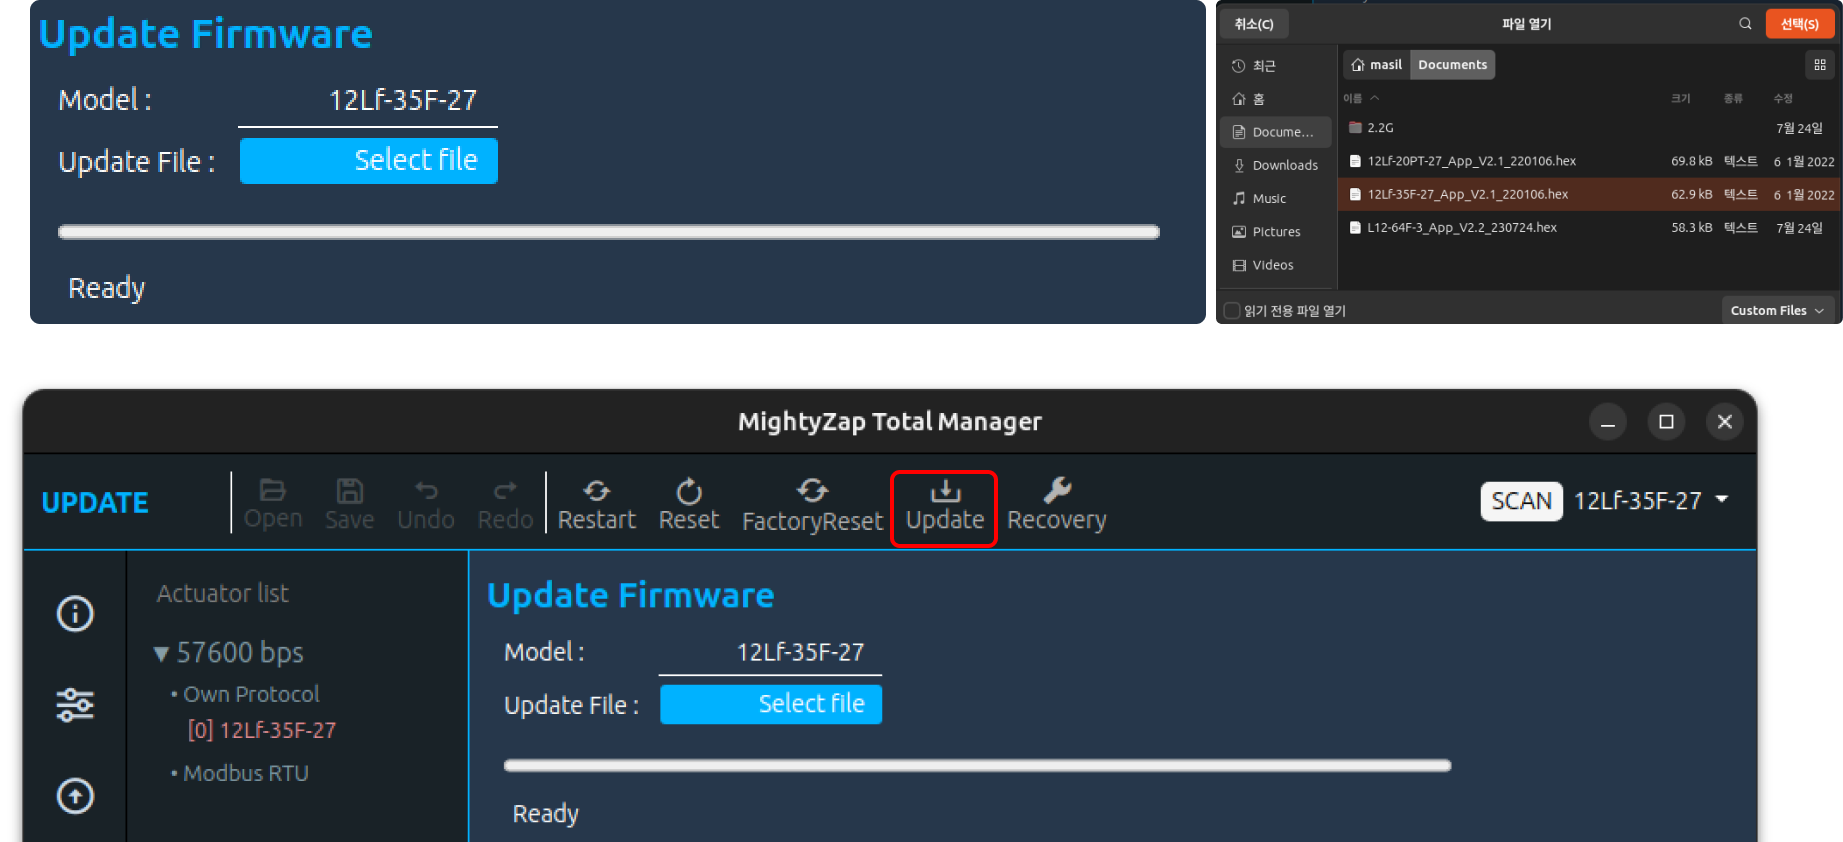 Update Firmware
Model :
12Lf-35F-27
Update File :
Select file
Ready
취소(C)
파일 열기
선택(S)
최근
홈
Docume...
Downloads
Music
Pictures
Videos
masil
Documents
이름
크기
종류
수정
2.2G
7월 24일
12Lf-20PT-27_App_V2.1_220106.hex
69.8 kB
텍스트
6 1월 2022
12Lf-35F-27_App_V2.1_220106.hex
62.9 kB
텍스트
6 1월 2022
L12-64F-3_App_V2.2_230724.hex
58.3 kB
텍스트
7월 24일
읽기 전용 파일 열기
Custom Files
MightyZap Total Manager
UPDATE
Open
Save
Undo
Redo
Restart
Reset
FactoryReset
Update
Recovery
SCAN
12Lf-35F-27
Actuator list
▼ 57600 bps
• Own Protocol
[0] 12Lf-35F-27
• Modbus RTU
Update Firmware
Model :
12Lf-35F-27
Update File :
Select file
Ready